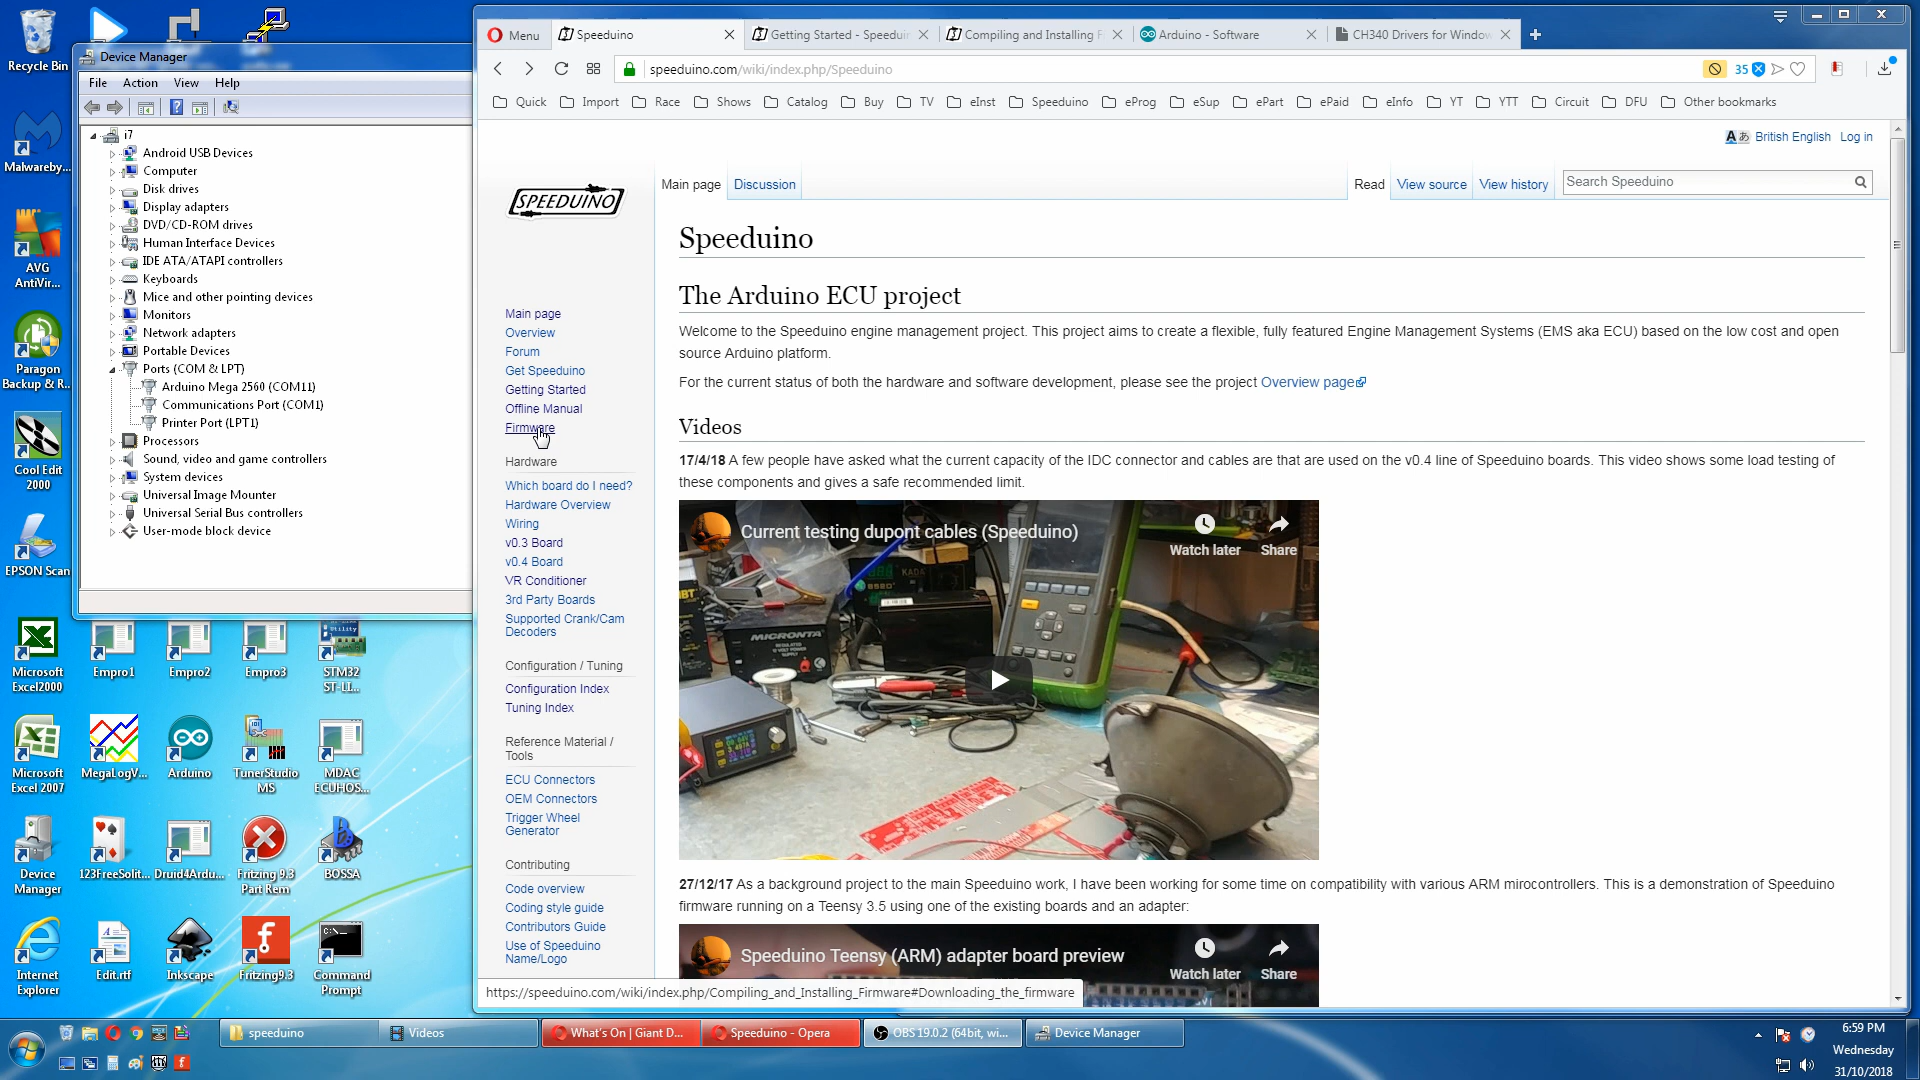 Recycle Bin
Malwareby...
AVG AntiVir...
Paragon Backup & R...
Cool Edit 2000
EPSON Scan
Microsoft Excel2000
Empro1
Empro2
Empro3
STM32 ST-LI...
Microsoft Excel 2007
MegaLogV...
Arduino
TunerStudio MS
MDAC ECUHOS...
Device Manager
123FreeSolit...
Druid4Ardu...
Fritzing 9.3 Part Rem
BOSSA
Internet Explorer
Edit.rtf
Inkscape
Fritzing9.3
Command Prompt
Device Manager
File Action View Help
i7
Android USB Devices
Computer
Disk drives
Display adapters
DVD/CD-ROM drives
Human Interface Devices
IDE ATA/ATAPI controllers
Keyboards
Mice and other pointing devices
Monitors
Network adapters
Portable Devices
Ports (COM & LPT)
Arduino Mega 2560 (COM11)
Communications Port (COM1)
Printer Port (LPT1)
Processors
Sound, video and game controllers
System devices
Universal Image Mounter
Universal Serial Bus controllers
User-mode block device
Menu
Speeduino
Getting Started - Speeduin
Compiling and Installing F
Arduino - Software
CH340 Drivers for Window
speeduino.com/wiki/index.php/Speeduino
35
Quick Import Race Shows Catalog Buy TV eInst Speeduino eProg eSup ePart ePaid eInfo YT YTT Circuit DFU Other bookmarks
British English Log in
SPEEDUINO
Main page Discussion Read View source View history Search Speeduino
Main page
Overview
Forum
Get Speeduino
Getting Started
Offline Manual
Firmware
Hardware
Which board do I need?
Hardware Overview
Wiring
v0.3 Board
v0.4 Board
VR Conditioner
3rd Party Boards
Supported Crank/Cam
Decoders
Configuration / Tuning
Configuration Index
Tuning Index
Reference Material /
Tools
ECU Connectors
OEM Connectors
Trigger Wheel
Generator
Contributing
Code overview
Coding style guide
Contributors Guide
Use of Speeduino
Name/Logo
Speeduino
The Arduino ECU project
Welcome to the Speeduino engine management project. This project aims to create a flexible, fully featured Engine Management Systems (EMS aka ECU) based on the low cost and open
source Arduino platform.
For the current status of both the hardware and software development, please see the project Overview page
Videos
17/4/18 A few people have asked what the current capacity of the IDC connector and cables are that are used on the v0.4 line of Speeduino boards. This video shows some load testing of
these components and gives a safe recommended limit.
Current testing dupont cables (Speeduino)
Watch later Share
MICRONTA
27/12/17 As a background project to the main Speeduino work, I have been working for some time on compatibility with various ARM mirocontrollers. This is a demonstration of Speeduino
firmware running on a Teensy 3.5 using one of the existing boards and an adapter:
Speeduino Teensy (ARM) adapter board preview
Watch later Share
https://speeduino.com/wiki/index.php/Compiling_and_Installing_Firmware#Downloading_the_firmware
speeduino
Videos
What's On | Giant D...
Speeduino - Opera
OBS 19.0.2 (64bit, wi...
Device Manager
6:59 PM
Wednesday
31/10/2018